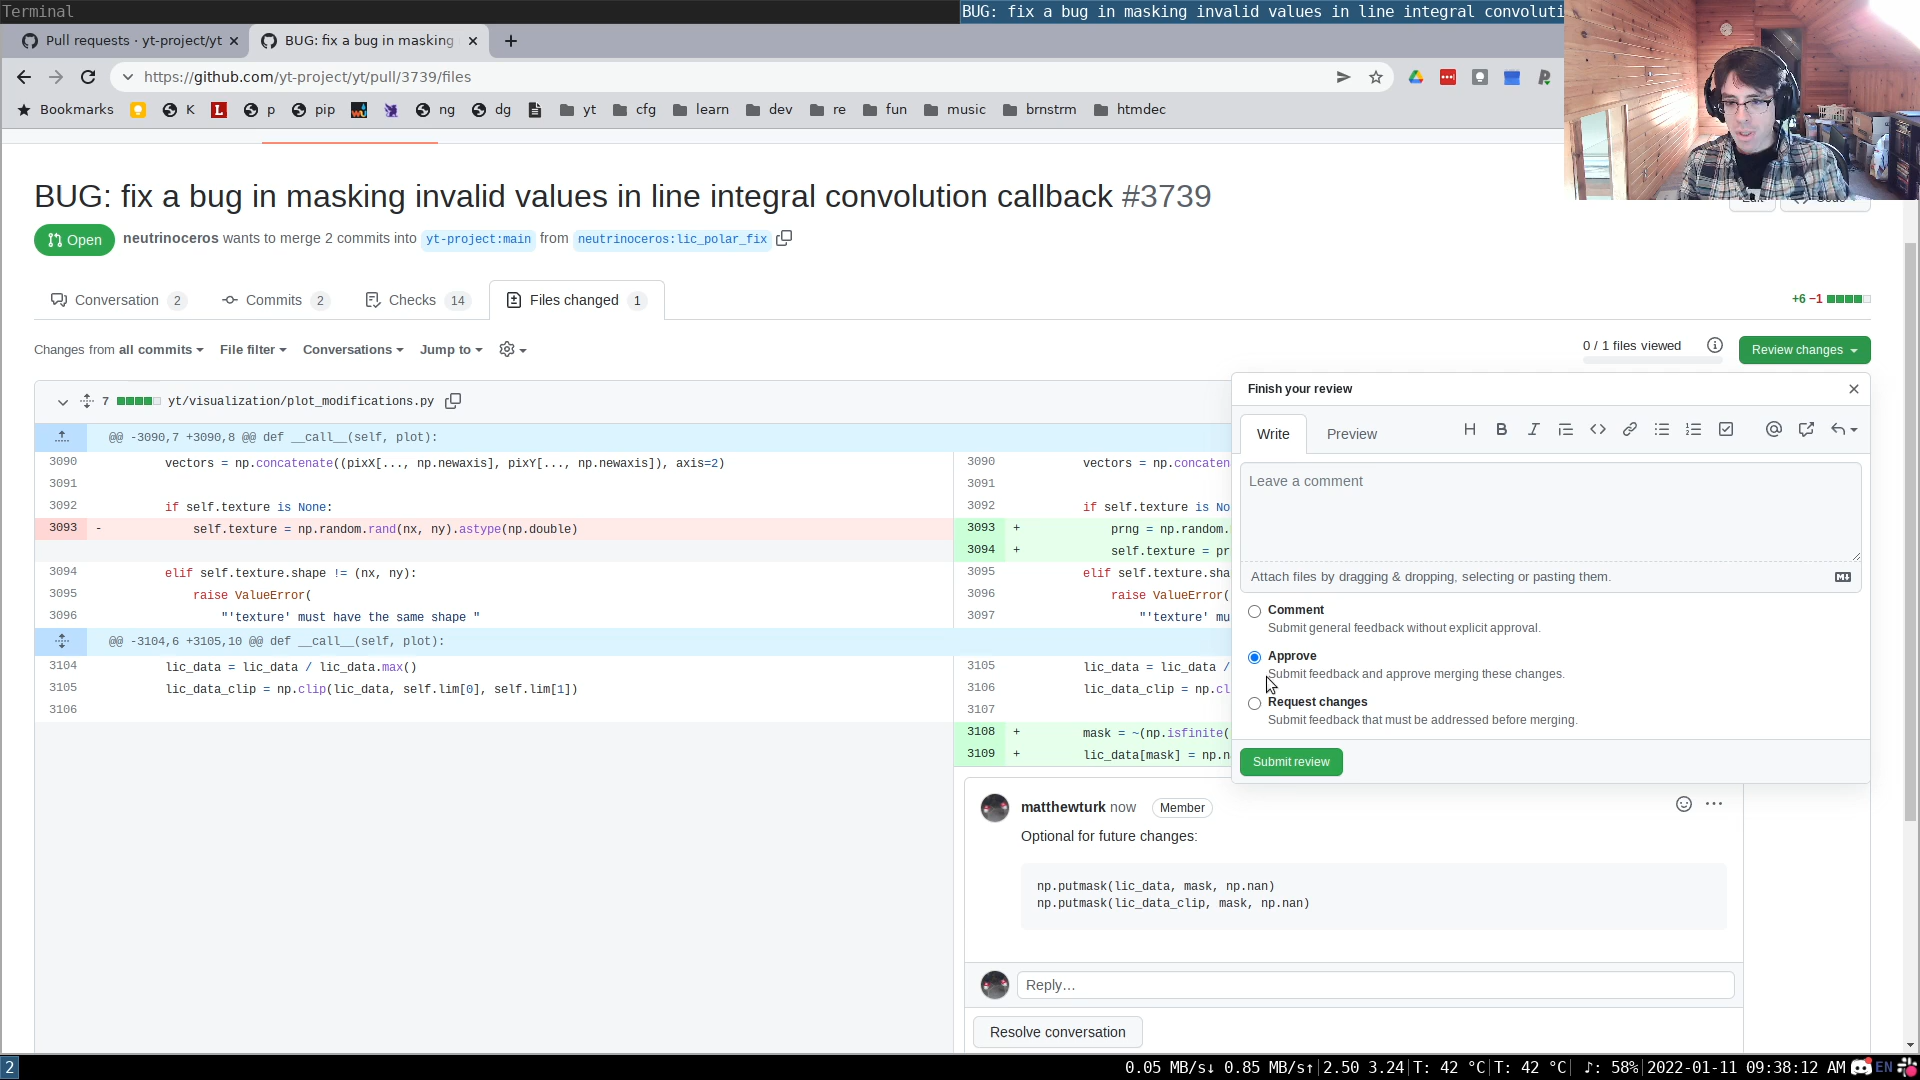 Terminal
BUG: fix a bug in masking invalid values in line integral convoluti
Pull requests · yt-project/yt
BUG: fix a bug in masking
https://github.com/yt-project/yt/pull/3739/files
Bookmarks K L p pip ng dg yt cfg learn dev re fun music brnstrm htmdec
BUG: fix a bug in masking invalid values in line integral convolution callback #3739
Open neutrinoceros wants to merge 2 commits into yt-project:main from neutrinoceros:lic_polar_fix
Conversation 2 Commits 2 Checks 14 Files changed 1
+6 −1
Changes from all commits File filter Conversations Jump to
0 / 1 files viewed
Review changes
7 yt/visualization/plot_modifications.py
@@ -3090,7 +3090,8 @@ def __call__(self, plot):
3090 vectors = np.concatenate((pixX[..., np.newaxis], pixY[..., np.newaxis]), axis=2)
3091
3092 if self.texture is None:
3093 - self.texture = np.random.rand(nx, ny).astype(np.double)
3094 elif self.texture.shape != (nx, ny):
3095 raise ValueError(
3096 "'texture' must have the same shape "
@@ -3104,6 +3105,10 @@ def __call__(self, plot):
3104 lic_data = lic_data / lic_data.max()
3105 lic_data_clip = np.clip(lic_data, self.lim[0], self.lim[1])
3106
3090 vectors = np.concaten
3091
3092 if self.texture is No
3093 + prng = np.random.
3094 + self.texture = pr
3095 elif self.texture.sha
3096 raise ValueError(
3097 "'texture' mu
3105 lic_data = lic_data /
3106 lic_data_clip = np.cl
3107
3108 + mask = ~(np.isfinite(
3109 + lic_data[mask] = np.n
Finish your review
Write Preview
Leave a comment
Attach files by dragging & dropping, selecting or pasting them.
Comment
Submit general feedback without explicit approval.
Approve
Submit feedback and approve merging these changes.
Request changes
Submit feedback that must be addressed before merging.
Submit review
matthewturk now Member
Optional for future changes:
np.putmask(lic_data, mask, np.nan)
np.putmask(lic_data_clip, mask, np.nan)
Reply…
Resolve conversation
2
0.05 MB/s↓ 0.85 MB/s↑|2.50 3.24|T: 42 °C|T: 42 °C| ♪: 58%|2022-01-11 09:38:12 AM EN